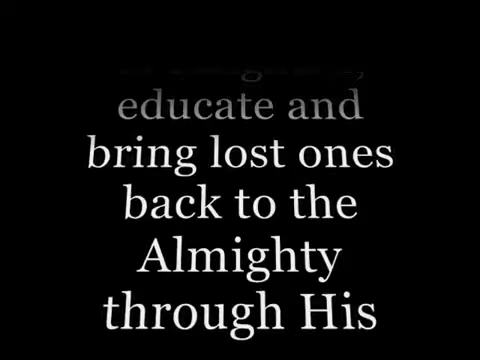 educate and
bring lost ones
back to the
Almighty
through His